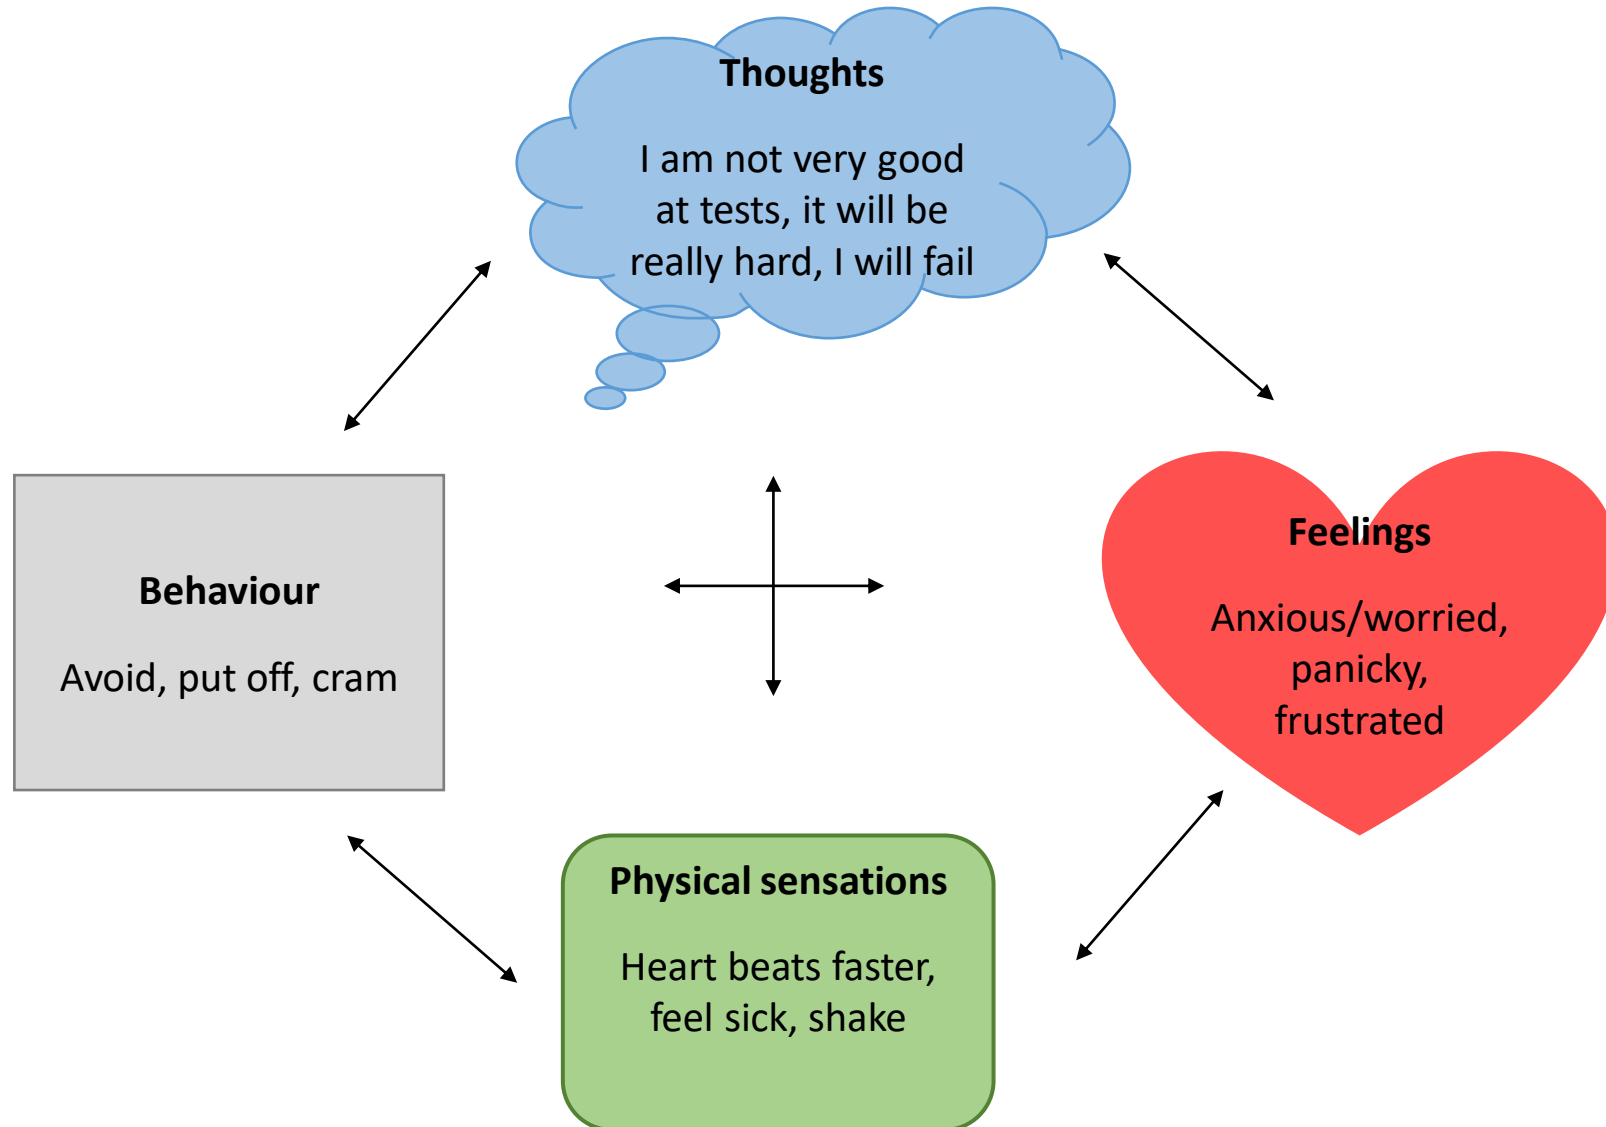 Thoughts
I am not very good
at tests, it will be
really hard, I will fail
Behaviour
Avoid, put off, cram
Feelings
Anxious/worried,
panicky,
frustrated
Physical sensations
Heart beats faster,
feel sick, shake